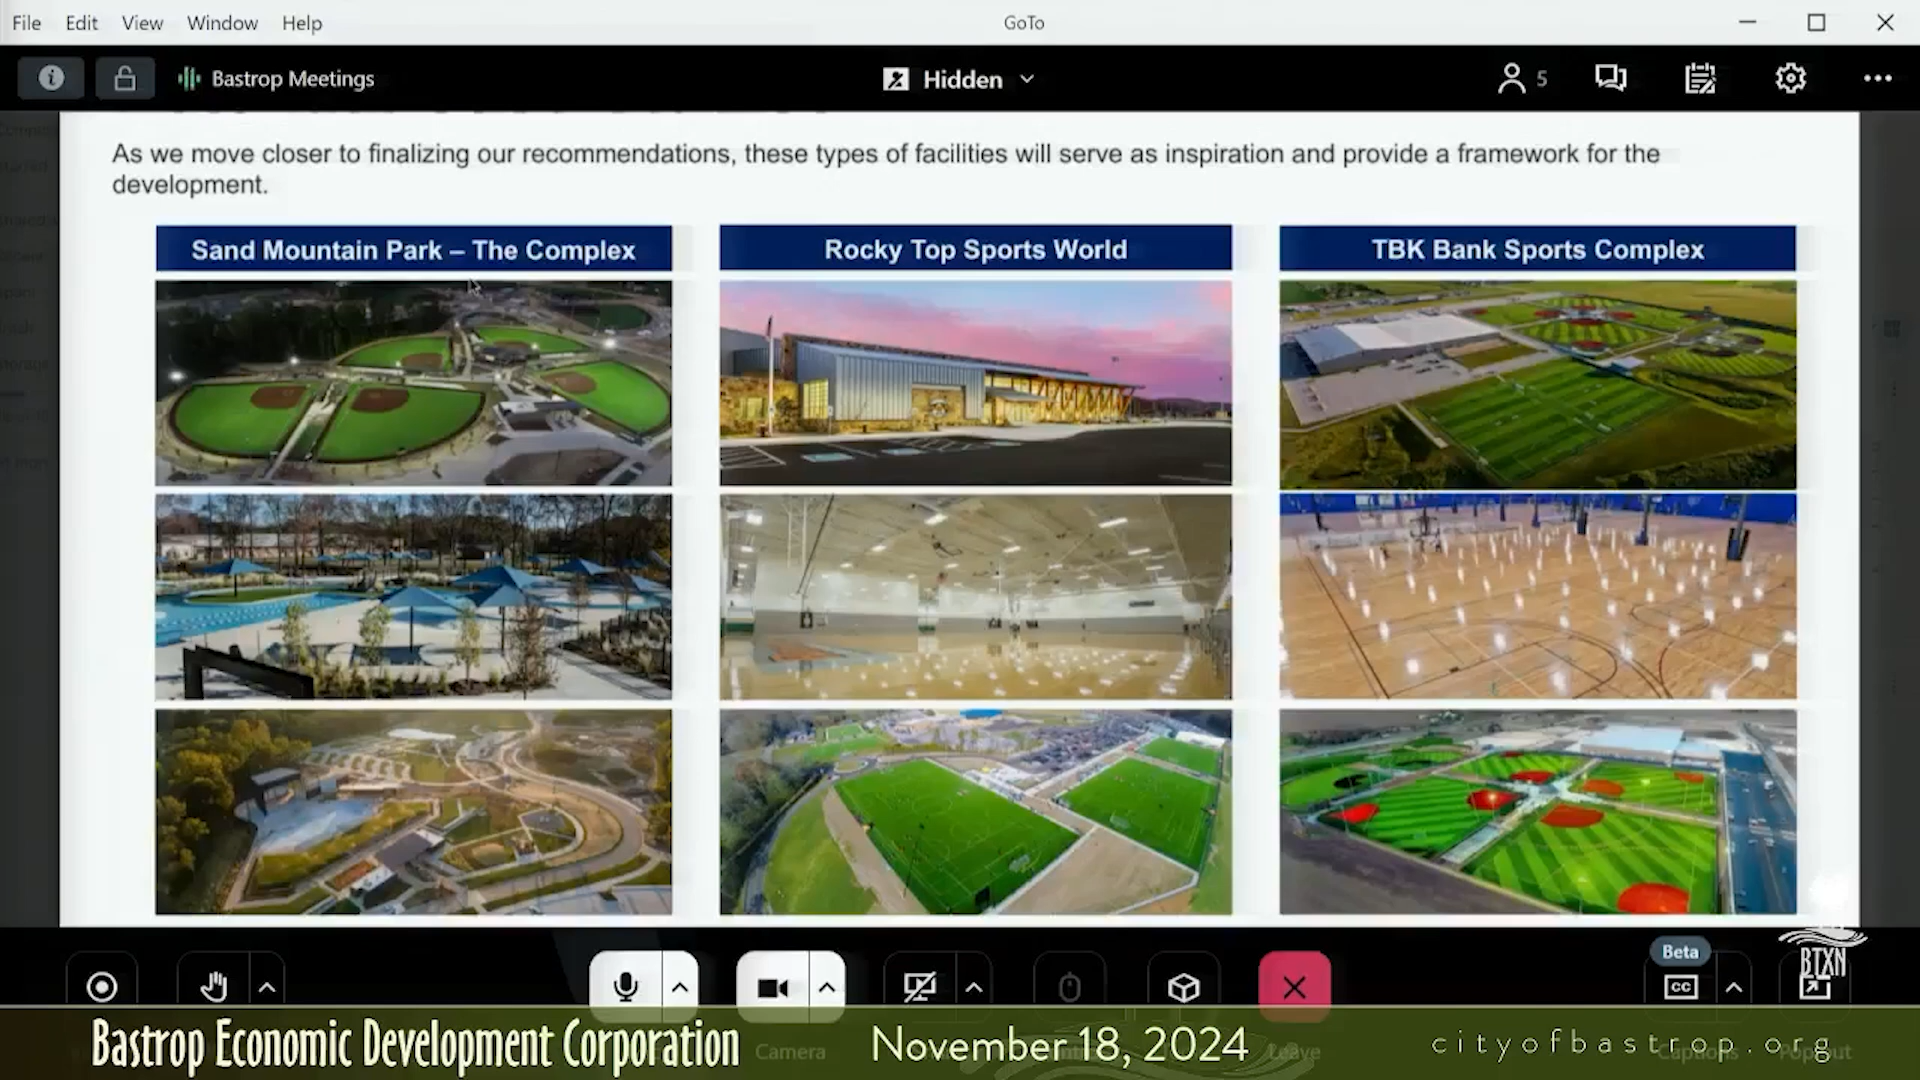 File Edit View Window Help GoTo
Bastrop Meetings Hidden 5
As we move closer to finalizing our recommendations, these types of facilities will serve as inspiration and provide a framework for the
development.
Sand Mountain Park – The Complex
Rocky Top Sports World
TBK Bank Sports Complex
Beta
CC
BTXN
Camera
Leave
Captions
Bastrop Economic Development Corporation
November 18, 2024
cityofbastrop.org